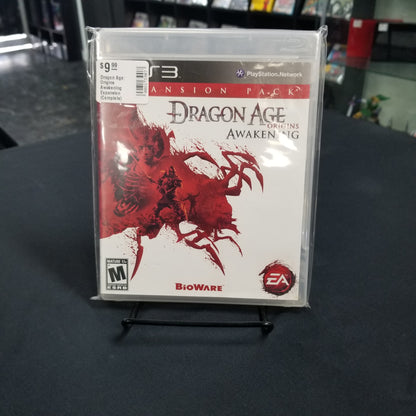 $9.99
Dragon Age
Origins
Awakening
Expansion
(Complete)
PS3
PlayStation Network
EXPANSION PACK
DRAGON AGE
ORIGINS
AWAKENING
MATURE 17+
M
ESRB
BIOWARE
EA